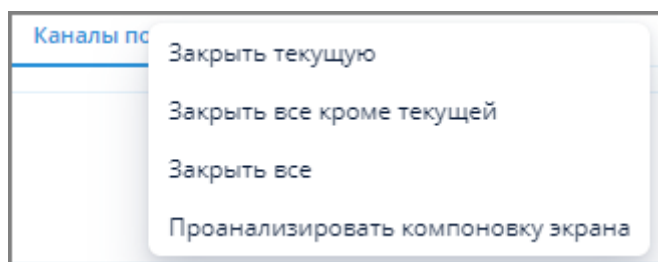 Каналы по
Закрыть текущую
Закрыть все кроме текущей
Закрыть все
Проанализировать компоновку экрана